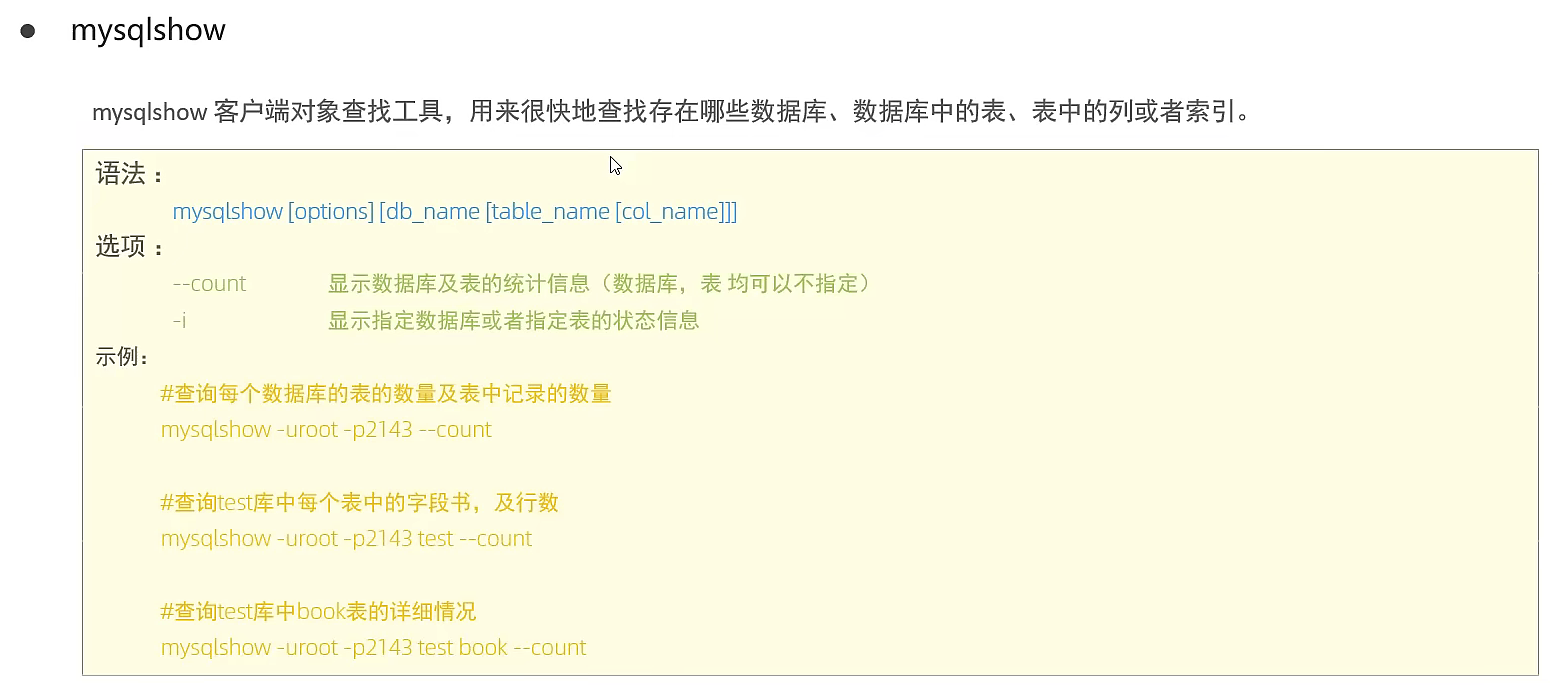 mysqlshow
mysqlshow 客户端对象查找工具，用来很快地查找存在哪些数据库、数据库中的表、表中的列或者索引。
语法：
mysqlshow [options] [db_name [table_name [col_name]]]
选项：
--count 显示数据库及表的统计信息（数据库，表 均可以不指定）
-i 显示指定数据库或者指定表的状态信息
示例：
#查询每个数据库的表的数量及表中记录的数量
mysqlshow -uroot -p2143 --count
#查询test库中每个表中的字段书，及行数
mysqlshow -uroot -p2143 test --count
#查询test库中book表的详细情况
mysqlshow -uroot -p2143 test book --count